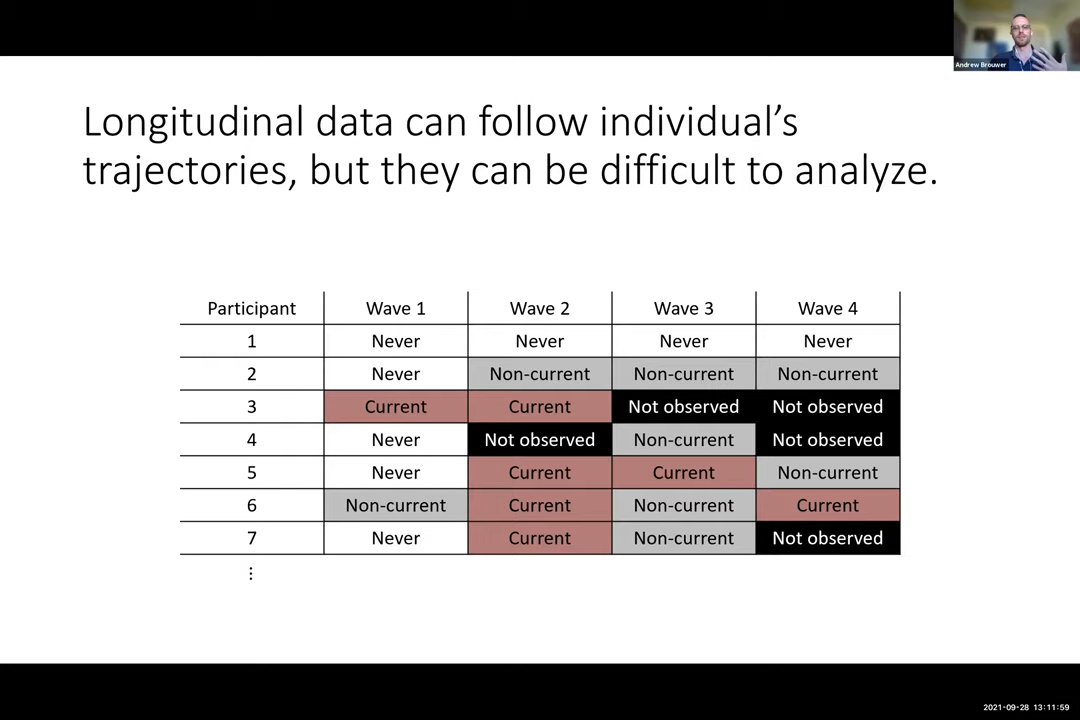 Andrew Brouwer
Longitudinal data can follow individual’s
trajectories, but they can be difficult to analyze.
Participant Wave 1 Wave 2 Wave 3 Wave 4
1 Never Never Never Never
2 Never Non-current Non-current Non-current
3 Current Current Not observed Not observed
4 Never Not observed Non-current Not observed
5 Never Current Current Non-current
6 Non-current Current Non-current Current
7 Never Current Non-current Not observed
⋮
2021-09-28 13:11:59